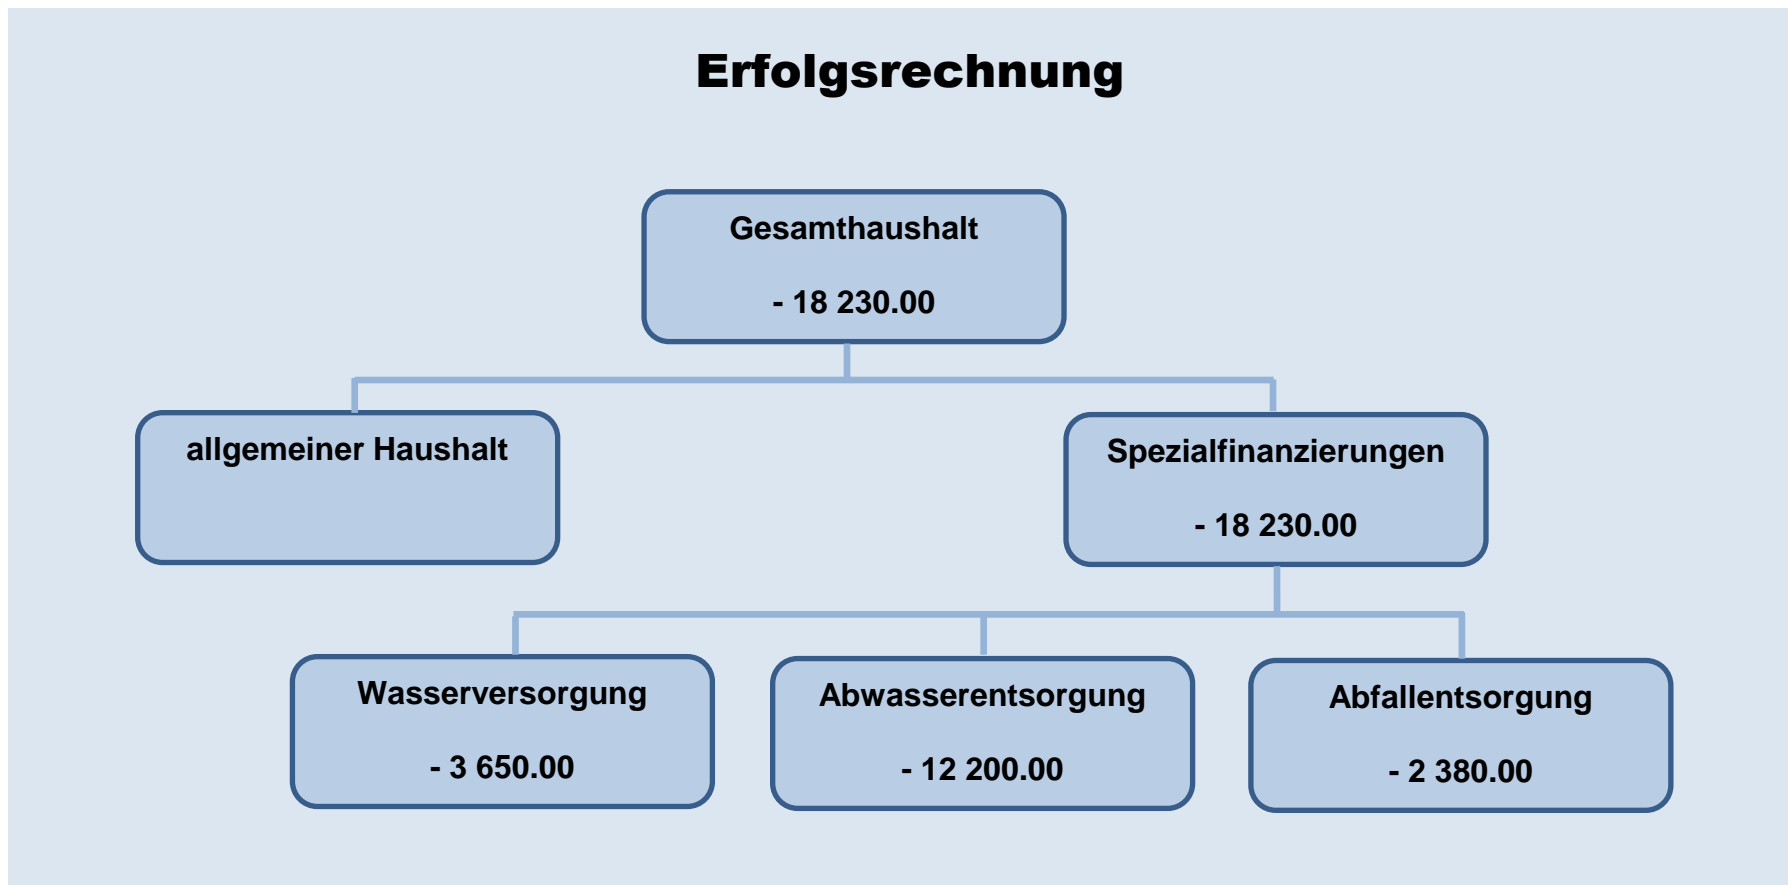 Erfolgsrechnung
Gesamthaushalt
- 18 230.00
allgemeiner Haushalt
Spezialfinanzierungen
- 18 230.00
Wasserversorgung
- 3 650.00
Abwasserentsorgung
- 12 200.00
Abfallentsorgung
- 2 380.00